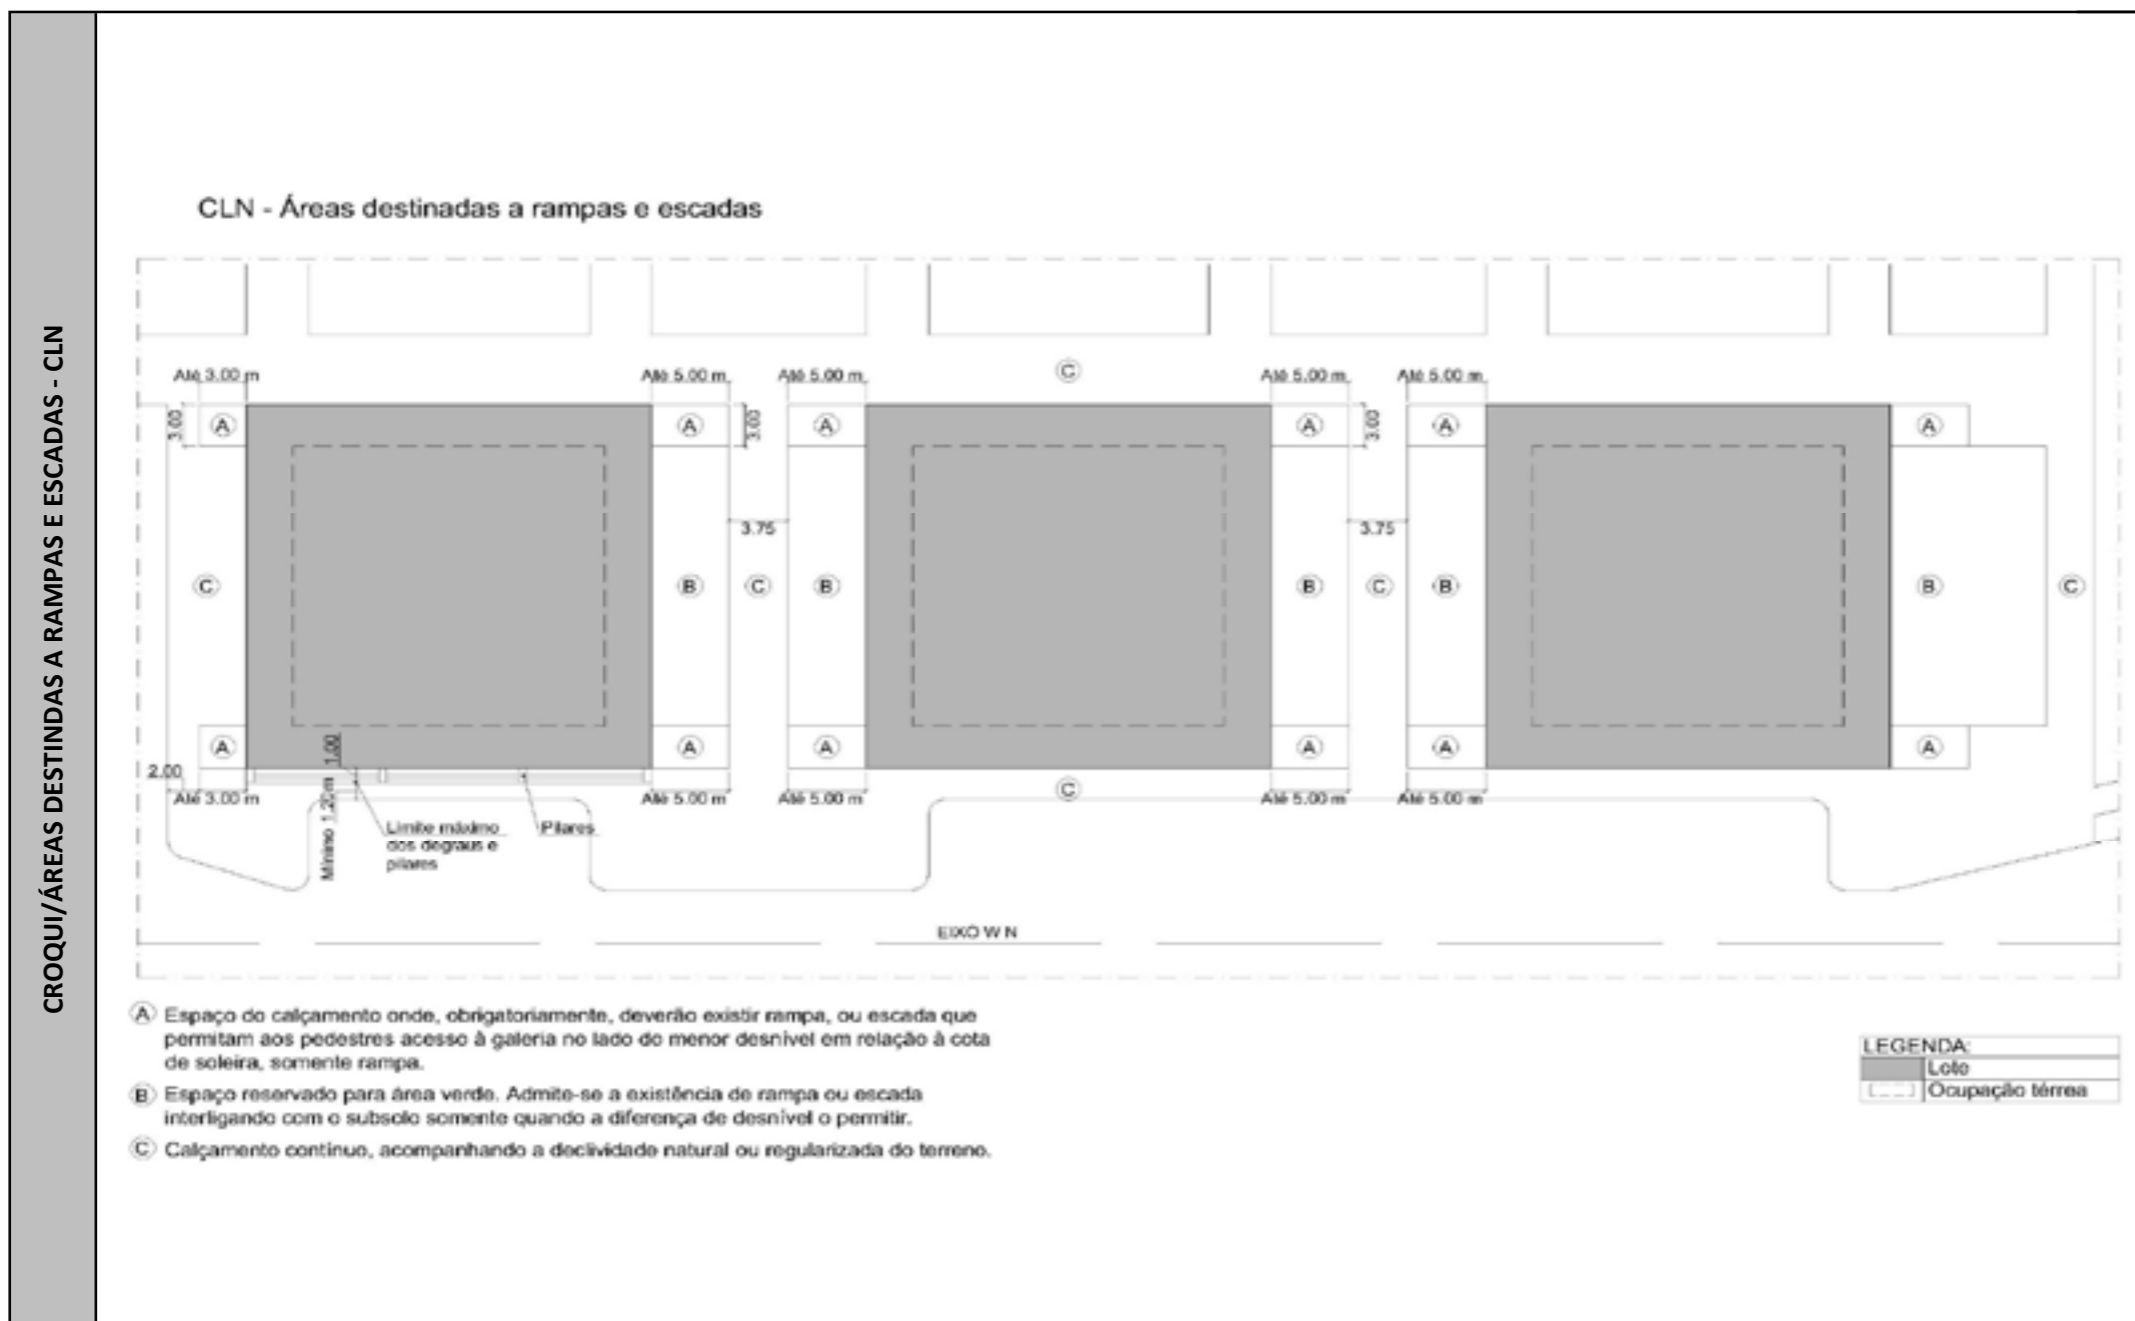 CROQUI/ÁREAS DESTINDAS A RAMPAS E ESCADAS - CLN
CLN - Áreas destinadas a rampas e escadas
Até 3.00 m
Até 5.00 m
Até 5.00 m
C
Até 5.00 m
Até 5.00 m
3.00
A
A
3.00
A
A
3.00
A
A
3.75
3.75
C
B
C
B
B
C
B
B
C
A
A
A
A
A
A
2.00
1.00
Até 3.00 m
Mínimo 1.20 m
Até 5.00 m
Até 5.00 m
C
Até 5.00 m
Até 5.00 m
Limite máximo
dos degraus e
pilares
Pilares
EIXO W N
A Espaço do calçamento onde, obrigatoriamente, deverão existir rampa, ou escada que
permitam aos pedestres acesso à galeria no lado do menor desnível em relação à cota
de soleira, somente rampa.
B Espaço reservado para área verde. Admite-se a existência de rampa ou escada
interligando com o subsolo somente quando a diferença de desnível o permitir.
C Calçamento contínuo, acompanhando a declividade natural ou regularizada do terreno.
LEGENDA:
Lote
Ocupação térrea